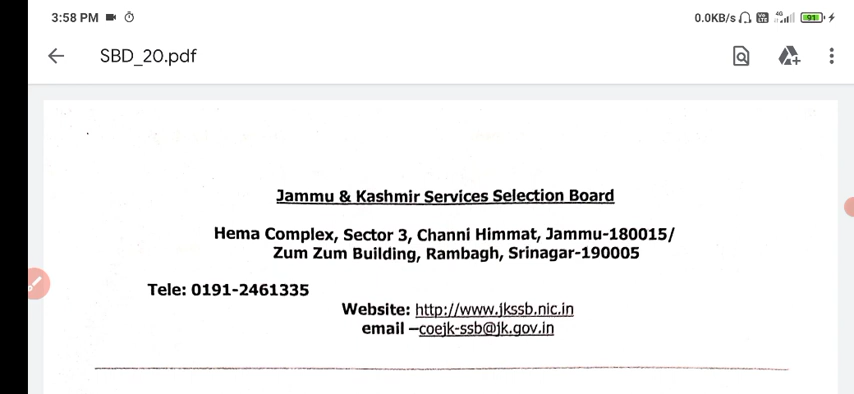 3:58 PM
0.0KB/s 4G 91
SBD_20.pdf
Jammu & Kashmir Services Selection Board
Hema Complex, Sector 3, Channi Himmat, Jammu-180015/
Zum Zum Building, Rambagh, Srinagar-190005
Tele: 0191-2461335
Website: http://www.jkssb.nic.in
email –coejk-ssb@jk.gov.in